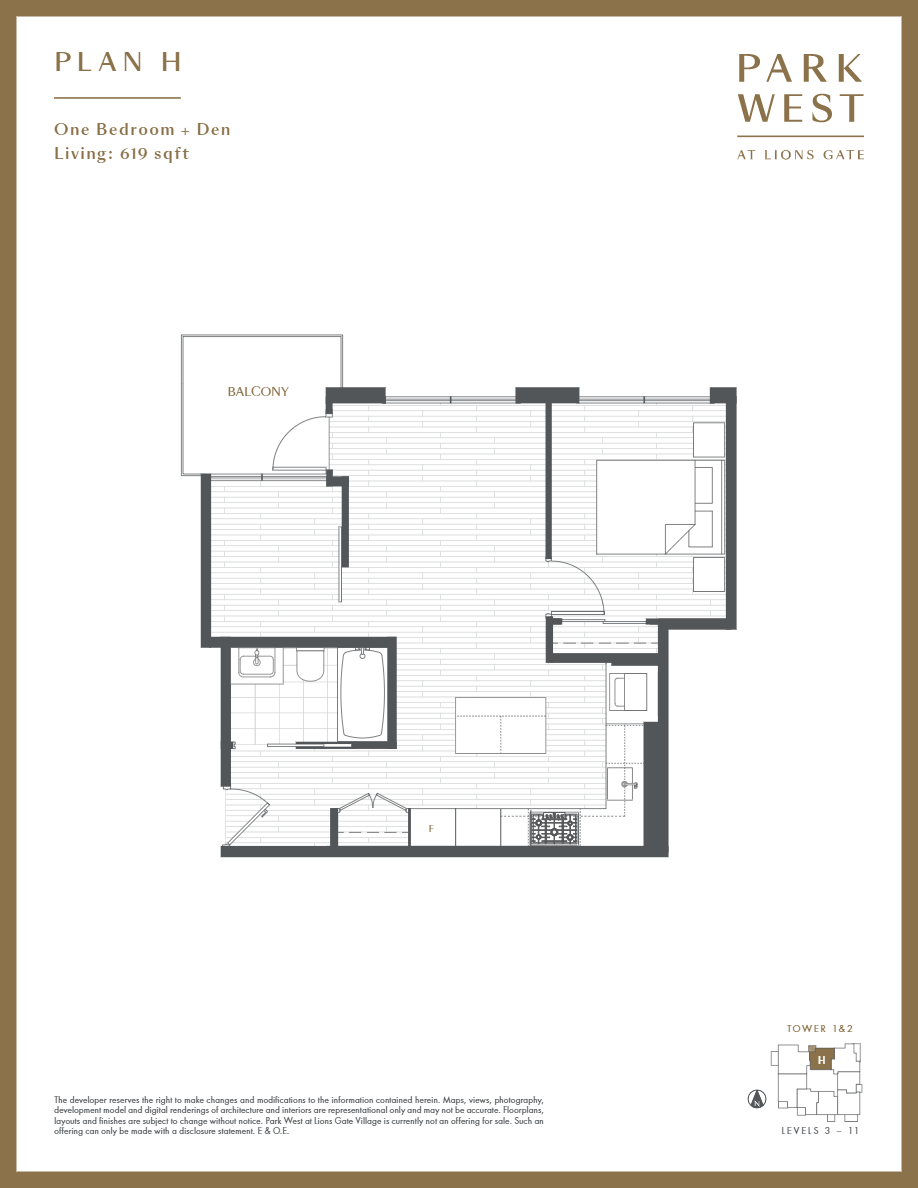 PLAN H
One Bedroom + Den
Living: 619 sqft
PARK
WEST
AT LIONS GATE
BALCONY
F
TOWER 1&2
H
N
LEVELS 3 – 11
The developer reserves the right to make changes and modifications to the information contained herein. Maps, views, photography,
development model and digital renderings of architecture and interiors are representational only and may not be accurate. Floorplans,
layouts and finishes are subject to change without notice. Park West at Lions Gate Village is currently not an offering for sale. Such an
offering can only be made with a disclosure statement. E & O.E.